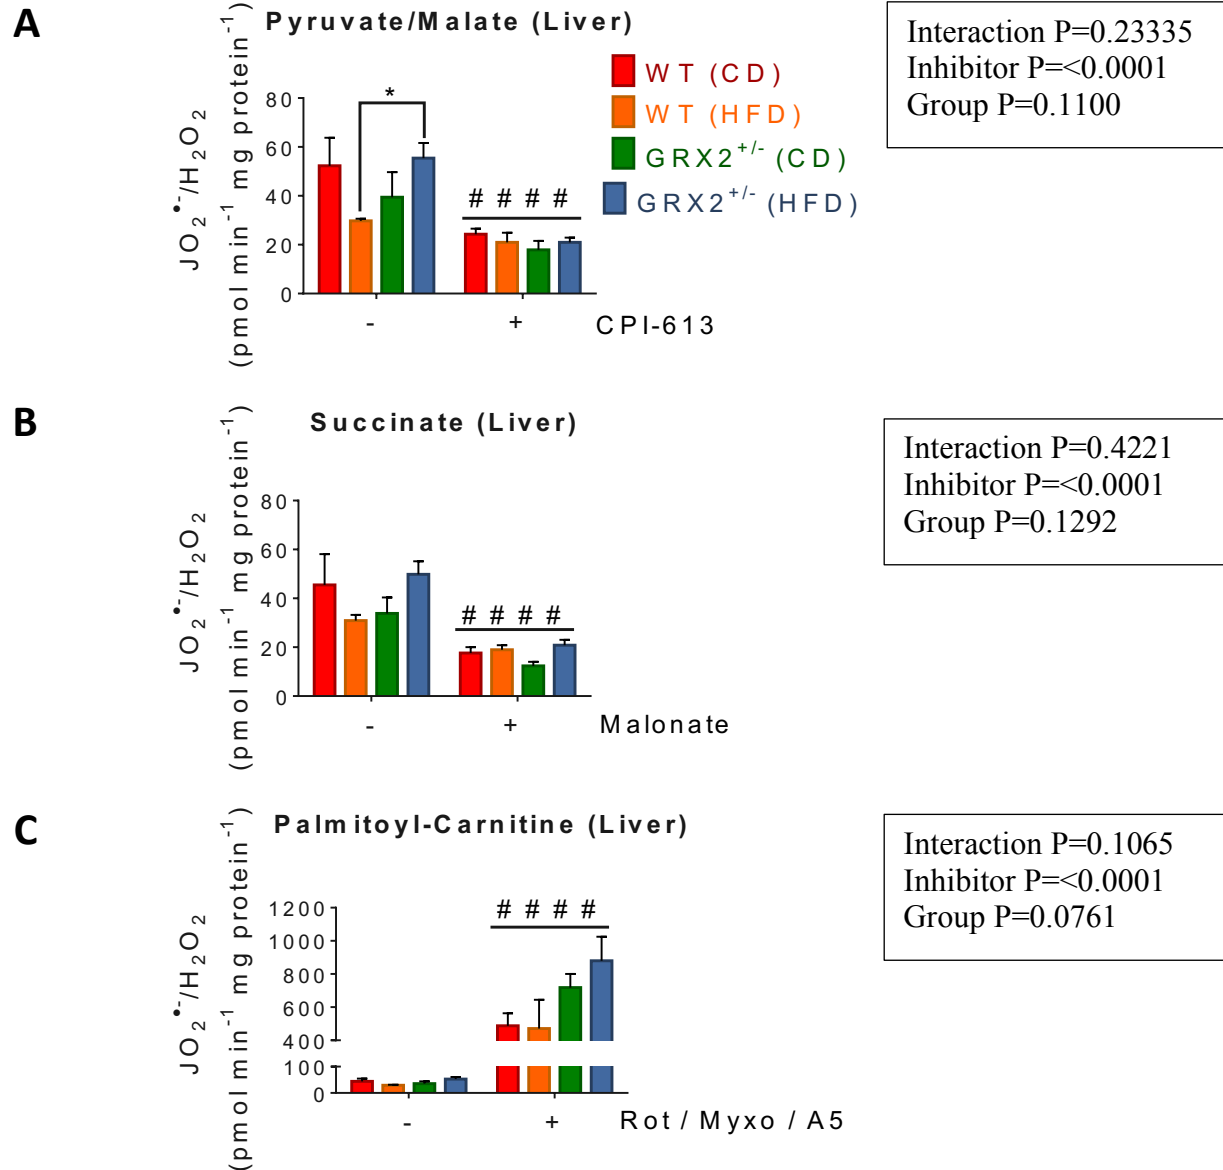 A
Pyruvate/Malate (Liver)
JO₂•⁻/H₂O₂
(pmol min⁻¹ mg protein⁻¹)
80
60
40
20
0
*
# # # #
- + CPI-613
WT (CD)
WT (HFD)
GRX2⁺/⁻ (CD)
GRX2⁺/⁻ (HFD)
Interaction P=0.23335
Inhibitor P=<0.0001
Group P=0.1100
B
Succinate (Liver)
JO₂•⁻/H₂O₂
(pmol min⁻¹ mg protein⁻¹)
80
60
40
20
0
# # # #
- + Malonate
Interaction P=0.4221
Inhibitor P=<0.0001
Group P=0.1292
C
Palmitoyl-Carnitine (Liver)
JO₂•⁻/H₂O₂
(pmol min⁻¹ mg protein⁻¹)
1200
1000
800
600
400
100
0
# # # #
- + Rot / Myxo / A5
Interaction P=0.1065
Inhibitor P=<0.0001
Group P=0.0761